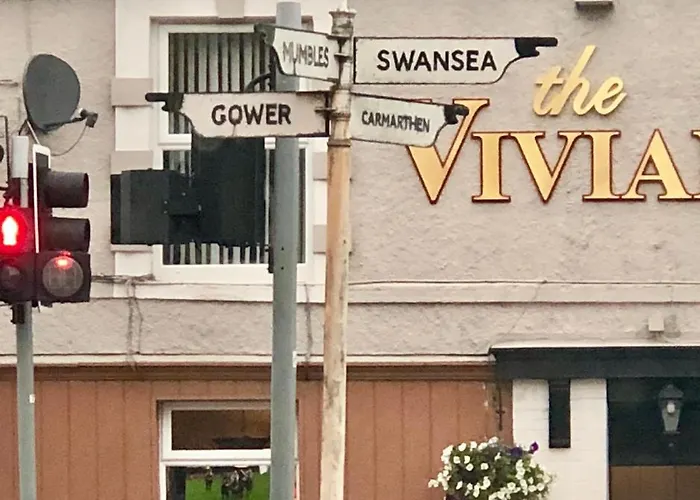 MUMBLES
SWANSEA
GOWER
CARMARTHEN
the
VIVIA